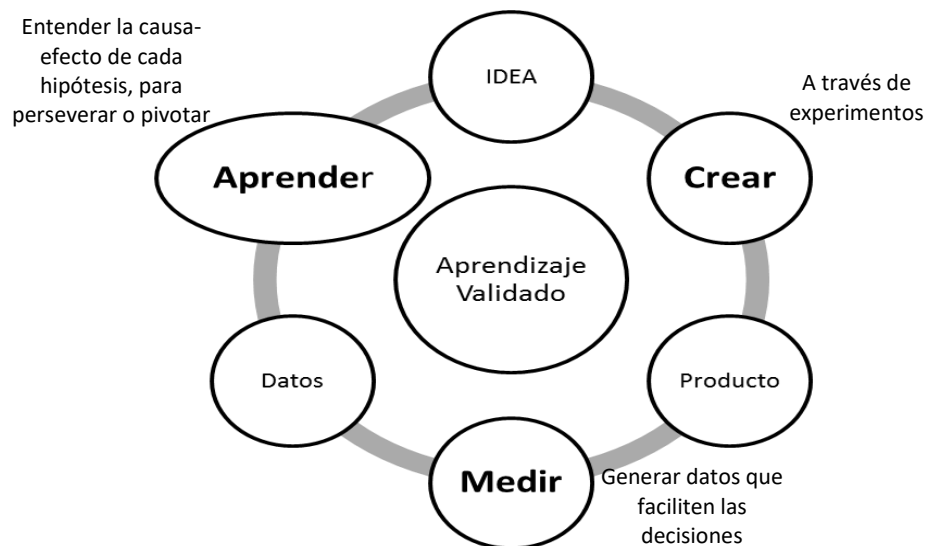 Entender la causa-
efecto de cada
hipótesis, para
perseverar o pivotar
IDEA
A través de
experimentos
Aprender
Crear
Aprendizaje
Validado
Datos
Producto
Medir
Generar datos que
faciliten las
decisiones